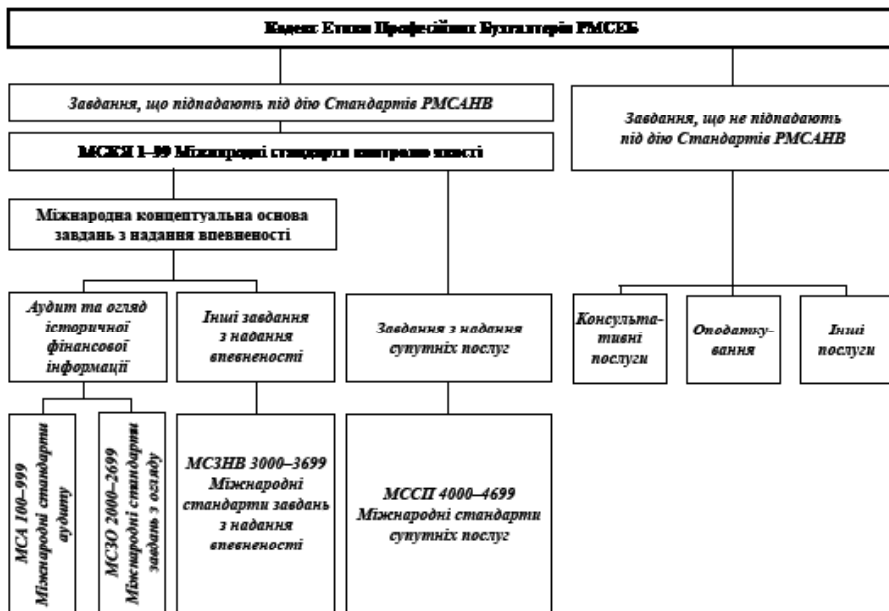 Кодекс Етики Професійних Бухгалтерів РМСЕБ
Завдання, що підпадають під дію Стандартів РМСАНВ
Завдання, що не підпадають
під дію Стандартів РМСАНВ
МСКЯ 1–99 Міжнародні стандарти контролю якості
Міжнародна концептуальна основа
завдань з надання впевненості
Аудит та огляд
історичної
фінансової
інформації
Інші завдання
з надання
впевненості
Завдання з надання
супутніх послуг
Консульта-
тивні
послуги
Оподатку-
вання
Інші
послуги
МСА 100–999
Міжнародні стандарти
аудиту
МСЗО 2000–2699
Міжнародні стандарти
завдань з огляду
МСЗНВ 3000–3699
Міжнародні
стандарти завдань
з надання
впевненості
МССП 4000–4699
Міжнародні стандарти
супутніх послуг